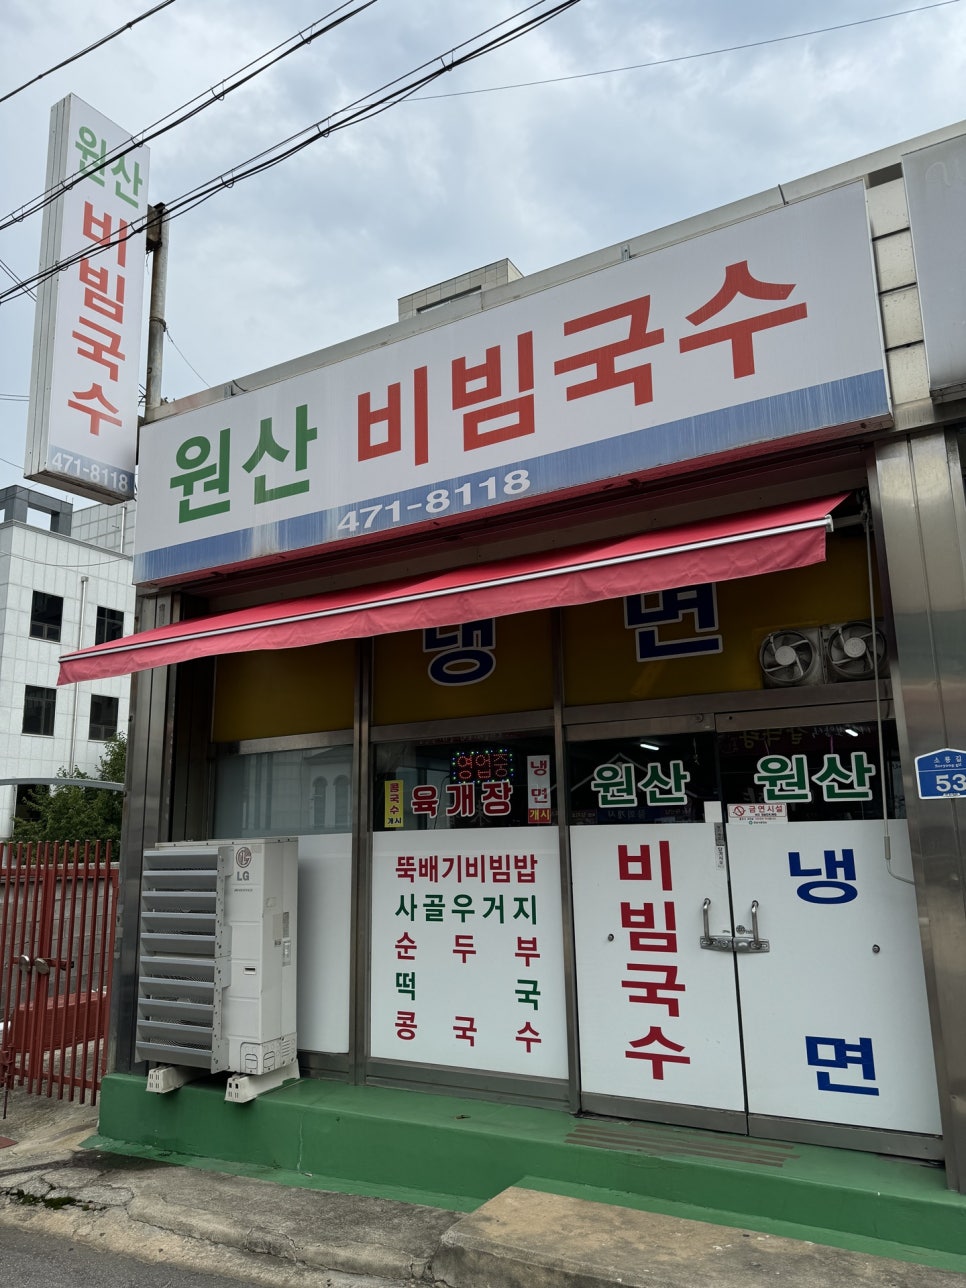 원산
비빔국수
471-8118
원산 비빔국수
471-8118
냉면
영업중
콩국수
개시
육개장
냉면
개시
원산
원산
금연시설
NO SMOKING
뚝배기비빔밥
사골우거지
순두부
떡국
콩국수
비빔국수
냉면
LG
53